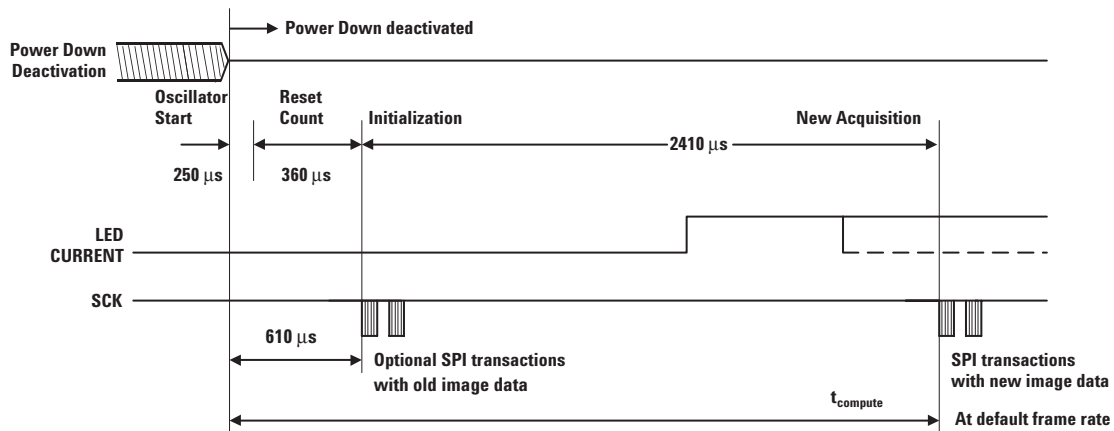 Power Down deactivated
Power Down
Deactivation
Oscillator
Start
Reset
Count
Initialization
New Acquisition
2410 μs
250 μs
360 μs
LED
CURRENT
SCK
610 μs
Optional SPI transactions
with old image data
SPI transactions
with new image data
tcompute
At default frame rate